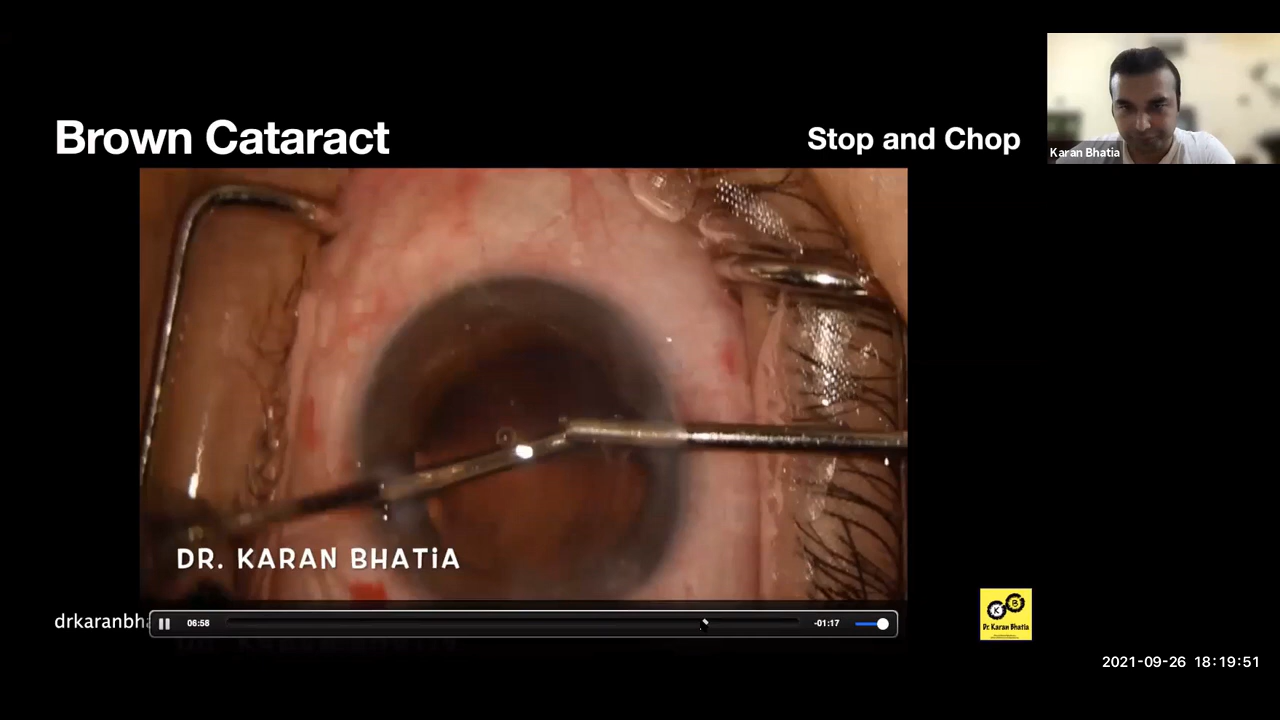 Brown Cataract
Stop and Chop
Karan Bhatia
DR. KARAN BHATiA
drkaranbha
06:58
-01:17
K B
Dr. Karan Bhatia
2021-09-26 18:19:51